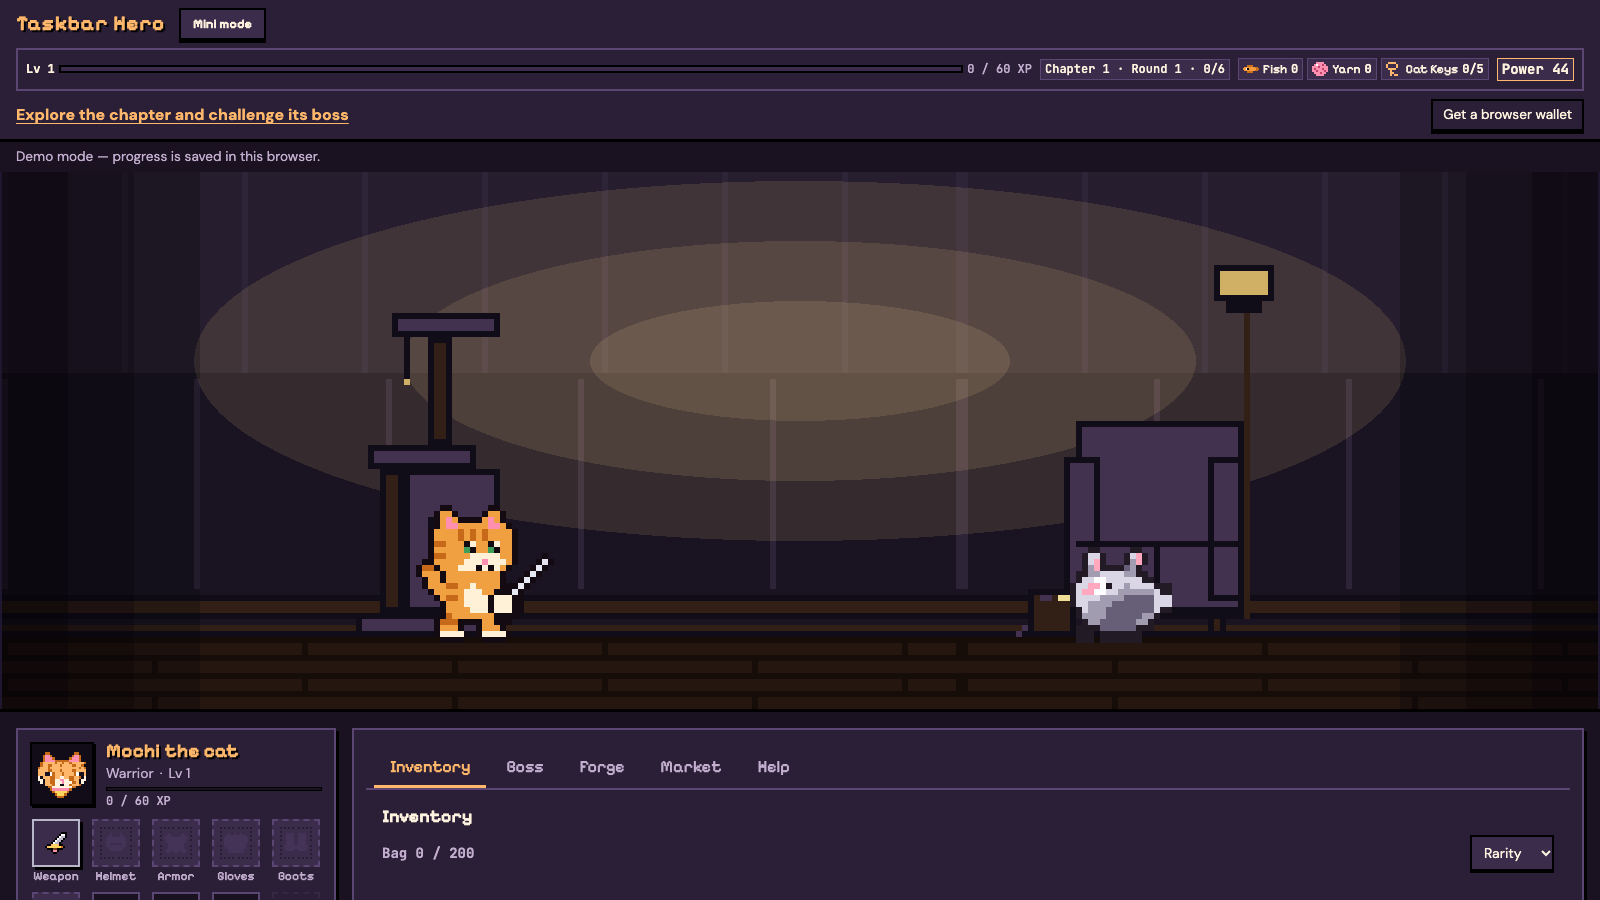 Taskbar Hero
Mini mode
Lv 1
0 / 60 XP
Chapter 1 · Round 1 · 0/6
Fish 0
Yarn 0
Cat Keys 0/5
Power 44
Explore the chapter and challenge its boss
Get a browser wallet
Demo mode — progress is saved in this browser.
Mochi the cat
Warrior · Lv 1
0 / 60 XP
Weapon
Helmet
Armor
Gloves
Boots
Inventory
Boss
Forge
Market
Help
Inventory
Bag 0 / 200
Rarity